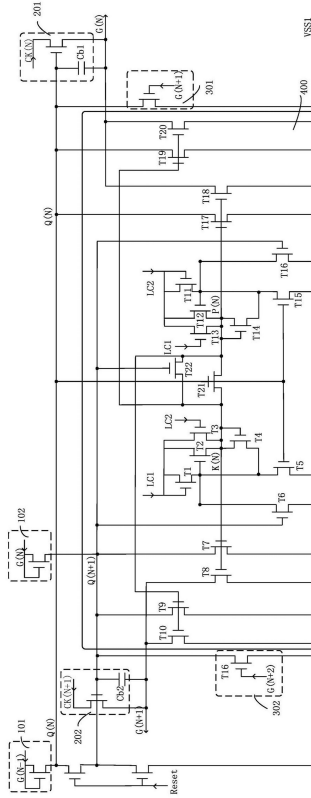 201
CK(N)
Cb1
G(N)
VSS1
301
G(N+1)
400
T20
T19
T18
T17
Q(N)
T16
LC2
T11
T12
P(N)
T13
T14
T15
LC1
T22
T21
LC2
T3
T2
K(N)
LC1
T1
T4
T5
T6
102
G(N)
Q(N+1)
T7
T8
T9
T10
CK(N+1)
Cb2
202
G(N+1)
T16
G(N+2)
302
101
G(N-1)
Q(N)
Reset